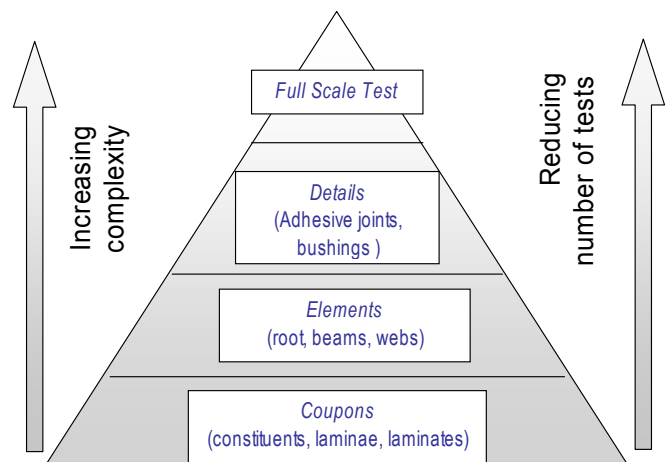 Increasing
complexity
Full Scale Test
Details
(Adhesive joints,
bushings )
Elements
(root, beams, webs)
Coupons
(constituents, laminae, laminates)
Reducing
number of tests